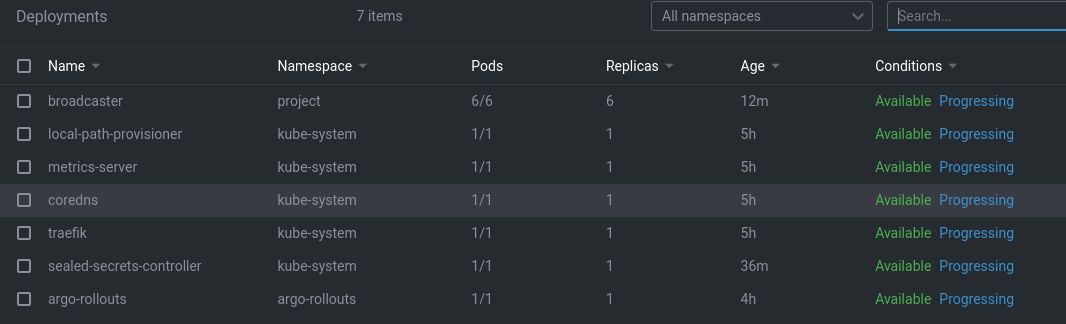 Deployments 7 items All namespaces Search...
Name Namespace Pods Replicas Age Conditions
broadcaster project 6/6 6 12m Available Progressing
local-path-provisioner kube-system 1/1 1 5h Available Progressing
metrics-server kube-system 1/1 1 5h Available Progressing
coredns kube-system 1/1 1 5h Available Progressing
traefik kube-system 1/1 1 5h Available Progressing
sealed-secrets-controller kube-system 1/1 1 36m Available Progressing
argo-rollouts argo-rollouts 1/1 1 4h Available Progressing